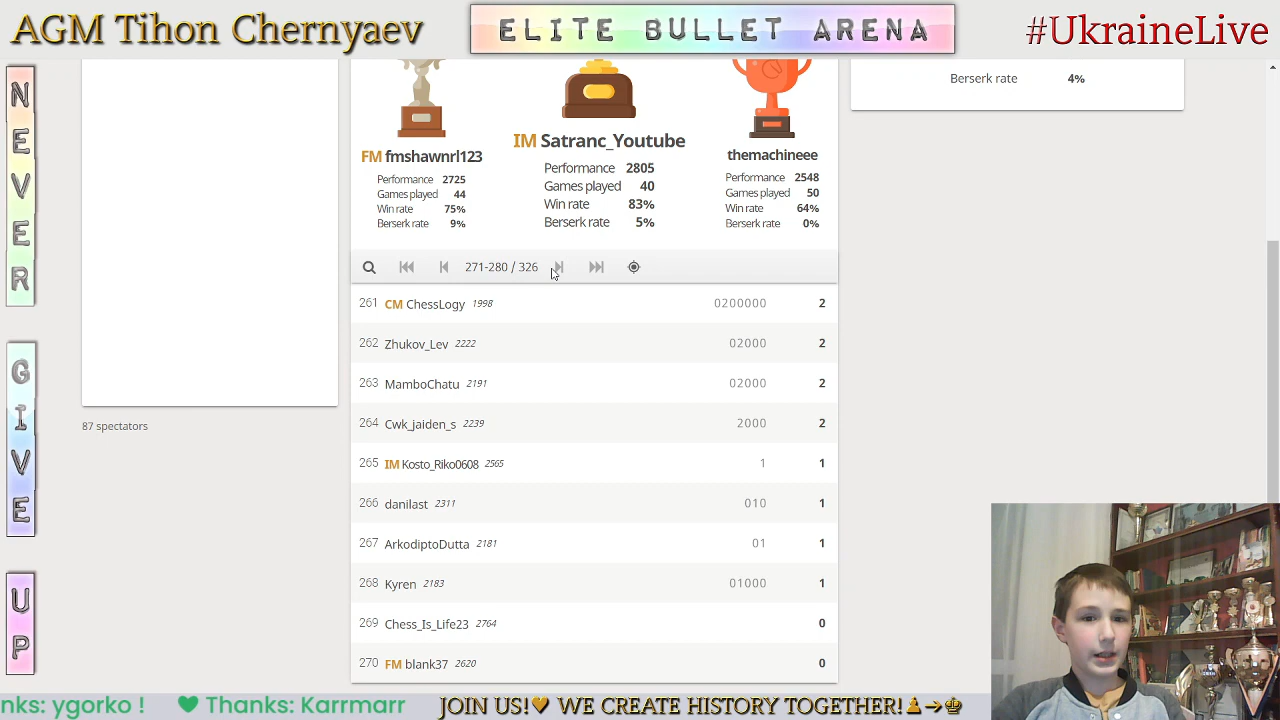 AGM Tihon Chernyaev
ELITE BULLET ARENA
#UkraineLive
NEVER
GIVE
UP
Berserk rate 4%
FM fmshawnrl123
Performance 2725
Games played 44
Win rate 75%
Berserk rate 9%
IM Satranc_Youtube
Performance 2805
Games played 40
Win rate 83%
Berserk rate 5%
themachineee
Performance 2548
Games played 50
Win rate 64%
Berserk rate 0%
271-280 / 326
261 CM ChessLogy 1998 0200000 2
262 Zhukov_Lev 2222 02000 2
263 MamboChatu 2191 02000 2
264 Cwk_jaiden_s 2239 2000 2
265 IM Kosto_Riko0608 2565 1 1
266 danilast 2311 010 1
267 ArkodiptoDutta 2181 01 1
268 Kyren 2183 01000 1
269 Chess_Is_Life23 2764 0
270 FM blank37 2620 0
87 spectators
nks: ygorko ! Thanks: Karrmarr
JOIN US!♥ WE CREATE HISTORY TOGETHER!♟→♚